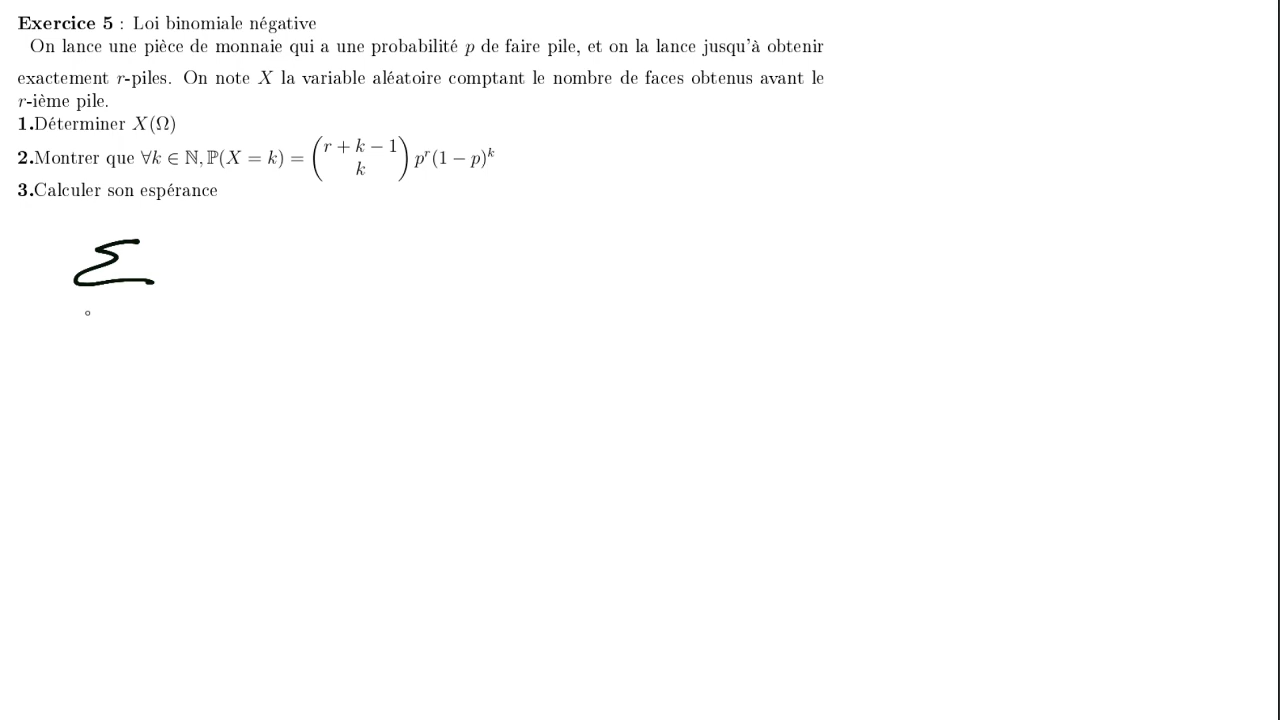 Exercice 5 : Loi binomiale négative
On lance une pièce de monnaie qui a une probabilité p de faire pile, et on la lance jusqu'à obtenir
exactement r-piles. On note X la variable aléatoire comptant le nombre de faces obtenus avant le
r-ième pile.
1.Déterminer X(Ω)
2.Montrer que ∀k ∈ ℕ, ℙ(X = k) = \binom{r + k − 1}{k} p^r(1 − p)^k
3.Calculer son espérance
Σ